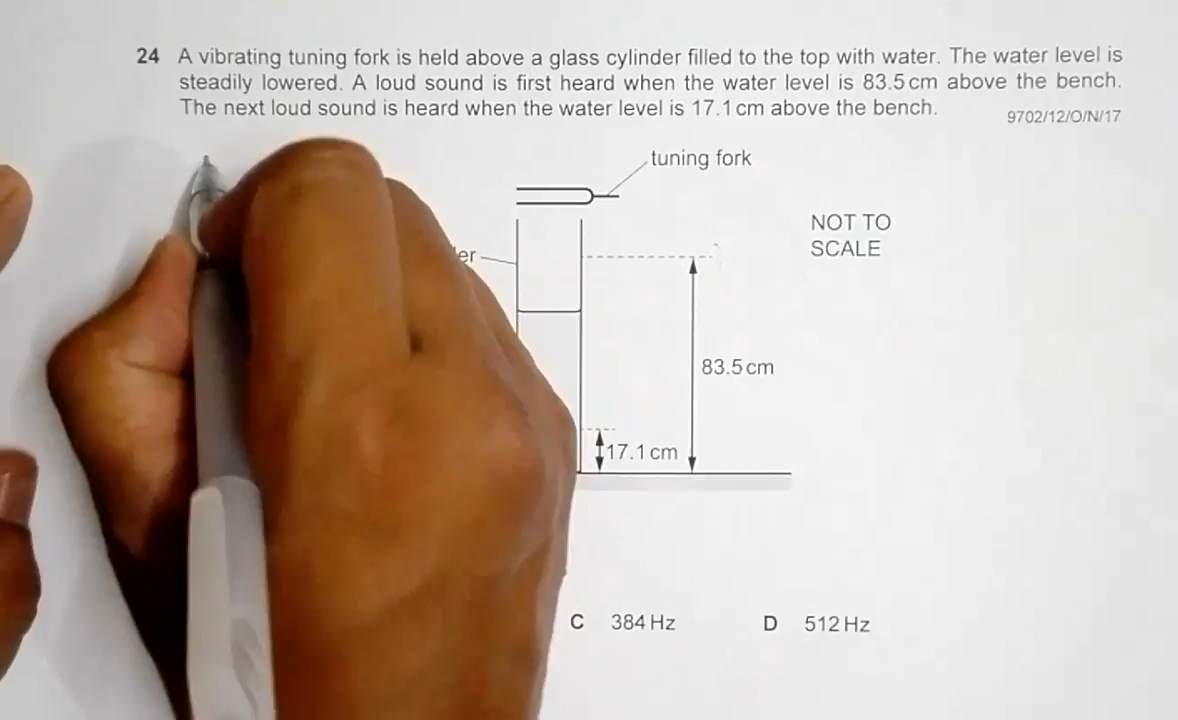 24 A vibrating tuning fork is held above a glass cylinder filled to the top with water. The water level is
steadily lowered. A loud sound is first heard when the water level is 83.5 cm above the bench.
The next loud sound is heard when the water level is 17.1 cm above the bench.
9702/12/O/N/17
tuning fork
NOT TO
SCALE
83.5 cm
17.1 cm
C 384 Hz D 512 Hz